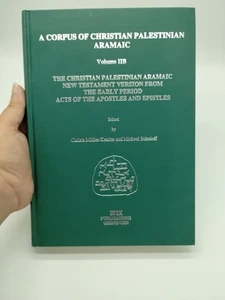 A CORPUS OF CHRISTIAN PALESTINIAN
ARAMAIC
Volume IIB
THE CHRISTIAN PALESTINIAN ARAMAIC
NEW TESTAMENT VERSION FROM
THE EARLY PERIOD
ACTS OF THE APOSTLES AND EPISTLES
Edited
by
Christa Müller-Kessler and Michael Sokoloff
STYX
PUBLICATIONS
GRONINGEN